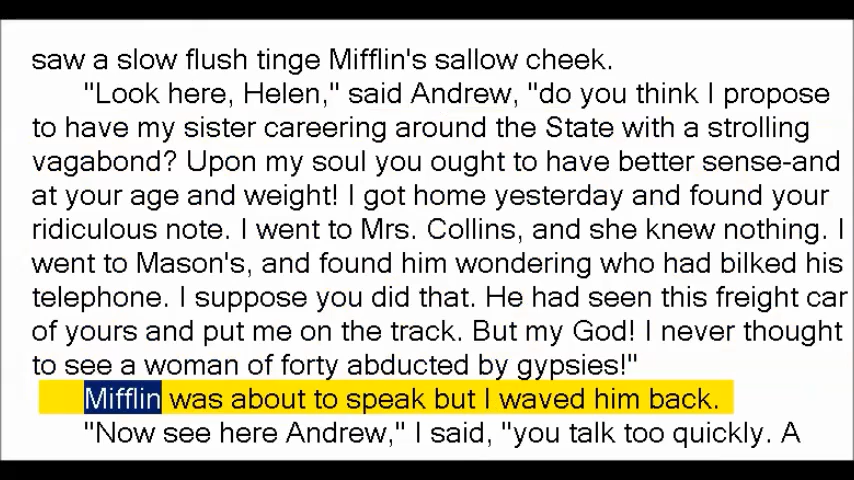 saw a slow flush tinge Mifflin's sallow cheek.
"Look here, Helen," said Andrew, "do you think I propose
to have my sister careering around the State with a strolling
vagabond? Upon my soul you ought to have better sense-and
at your age and weight! I got home yesterday and found your
ridiculous note. I went to Mrs. Collins, and she knew nothing. I
went to Mason's, and found him wondering who had bilked his
telephone. I suppose you did that. He had seen this freight car
of yours and put me on the track. But my God! I never thought
to see a woman of forty abducted by gypsies!"
Mifflin was about to speak but I waved him back.
"Now see here Andrew," I said, "you talk too quickly. A